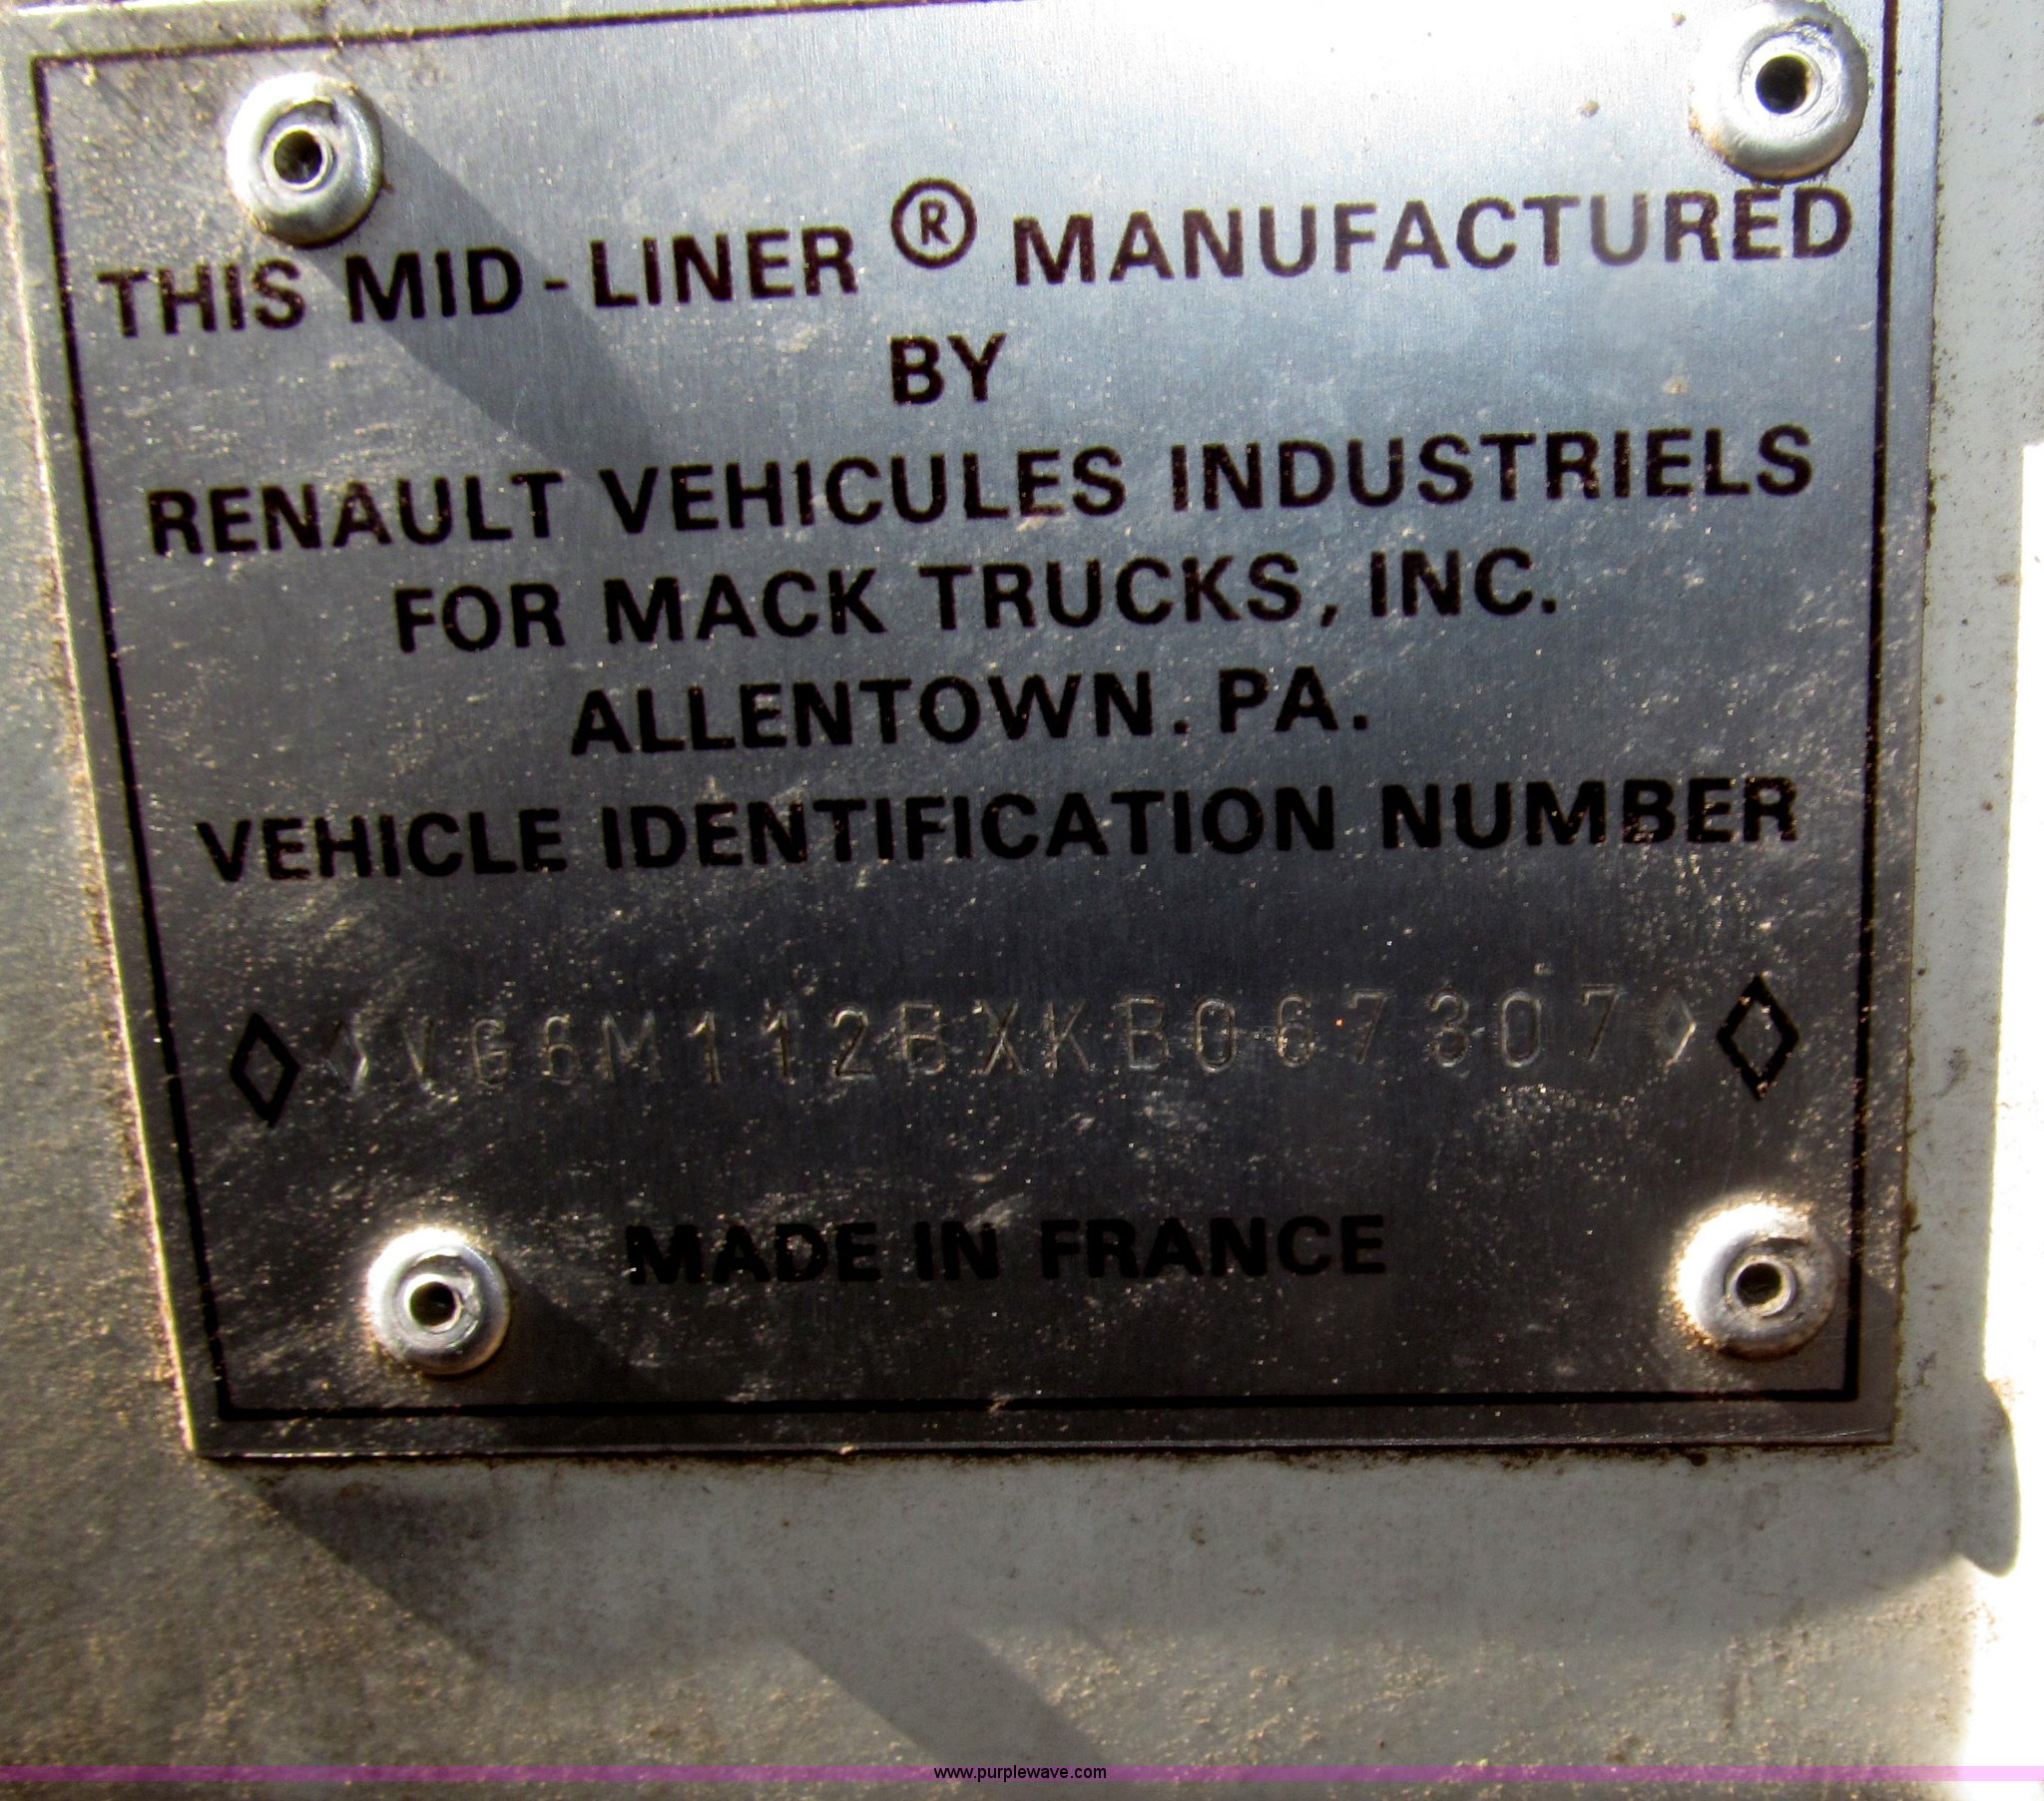 THIS MID-LINER ® MANUFACTURED
BY
RENAULT VEHICULES INDUSTRIELS
FOR MACK TRUCKS, INC.
ALLENTOWN. PA.
VEHICLE IDENTIFICATION NUMBER
VG6M112BXKB067307
MADE IN FRANCE
www.purplewave.com